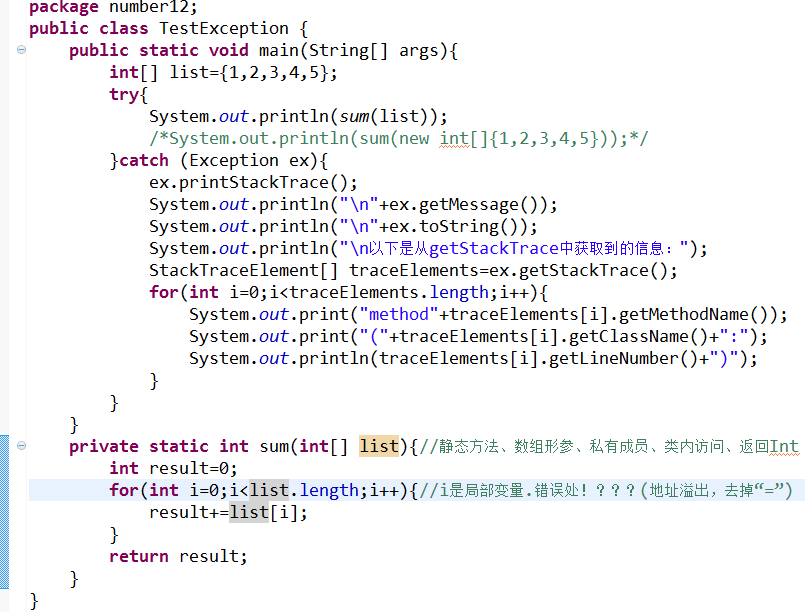 package number12;
public class TestException {
public static void main(String[] args){
int[] list={1,2,3,4,5};
try{
System.out.println(sum(list));
/*System.out.println(sum(new int[]{1,2,3,4,5}));*/
}catch (Exception ex){
ex.printStackTrace();
System.out.println("\n"+ex.getMessage());
System.out.println("\n"+ex.toString());
System.out.println("\n以下是从getStackTrace中获取到的信息：");
StackTraceElement[] traceElements=ex.getStackTrace();
for(int i=0;i<traceElements.length;i++){
System.out.print("method"+traceElements[i].getMethodName());
System.out.print("("+traceElements[i].getClassName()+":");
System.out.println(traceElements[i].getLineNumber()+")");
}
}
}
private static int sum(int[] list){//静态方法、数组形参、私有成员、类内访问、返回Int
int result=0;
for(int i=0;i<list.length;i++){//i是局部变量.错误处！？？？(地址溢出，去掉“=”)
result+=list[i];
}
return result;
}
}